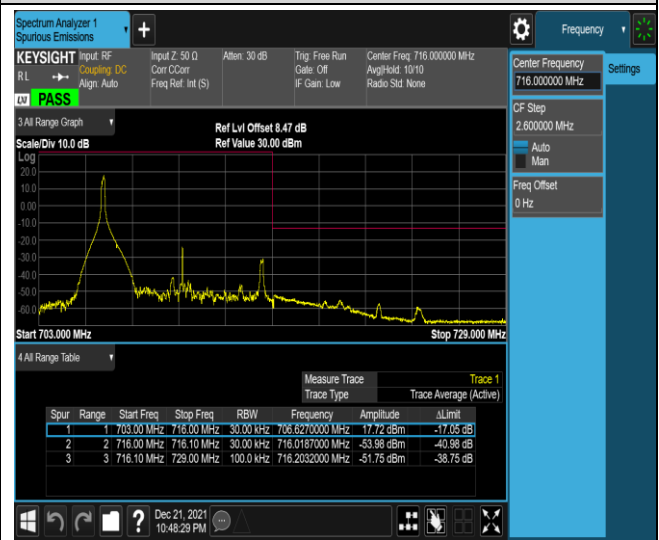 Spectrum Analyzer 1
Spurious Emissions
+
Frequency
KEYSIGHT Input: RF
Coupling: DC
Align: Auto
Input Z: 50 Ω
Corr CCorr
Freq Ref: Int (S)
Atten: 30 dB
Trig: Free Run
Gate: Off
IF Gain: Low
Center Freq: 716.000000 MHz
Avg|Hold: 10/10
Radio Std: None
R L
LXI PASS
Center Frequency
716.000000 MHz
Settings
CF Step
2.600000 MHz
Auto
Man
Freq Offset
0 Hz
3 All Range Graph
Ref Lvl Offset 8.47 dB
Scale/Div 10.0 dB
Ref Value 30.00 dBm
Log
20.0
10.0
0.00
-10.0
-20.0
-30.0
-40.0
-50.0
-60.0
Start 703.000 MHz
Stop 729.000 MHz
4 All Range Table
Measure Trace Trace 1
Trace Type Trace Average (Active)
Spur Range Start Freq Stop Freq RBW Frequency Amplitude ΔLimit
1 1 703.00 MHz 716.00 MHz 30.00 kHz 706.6270000 MHz 17.72 dBm -17.05 dB
2 2 716.00 MHz 716.10 MHz 30.00 kHz 716.0187000 MHz -53.98 dBm -40.98 dB
3 3 716.10 MHz 729.00 MHz 100.0 kHz 716.2032000 MHz -51.75 dBm -38.75 dB
?
Dec 21, 2021
10:48:29 PM